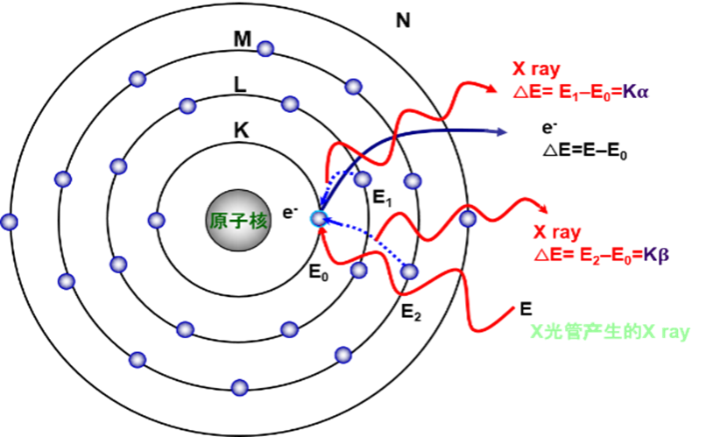 N
M
L
K
原子核
e-
E₀
E₁
E₂
X ray
△E= E₁–E₀=Kα
e-
△E=E–E₀
X ray
△E= E₂–E₀=Kβ
E
X光管产生的X ray